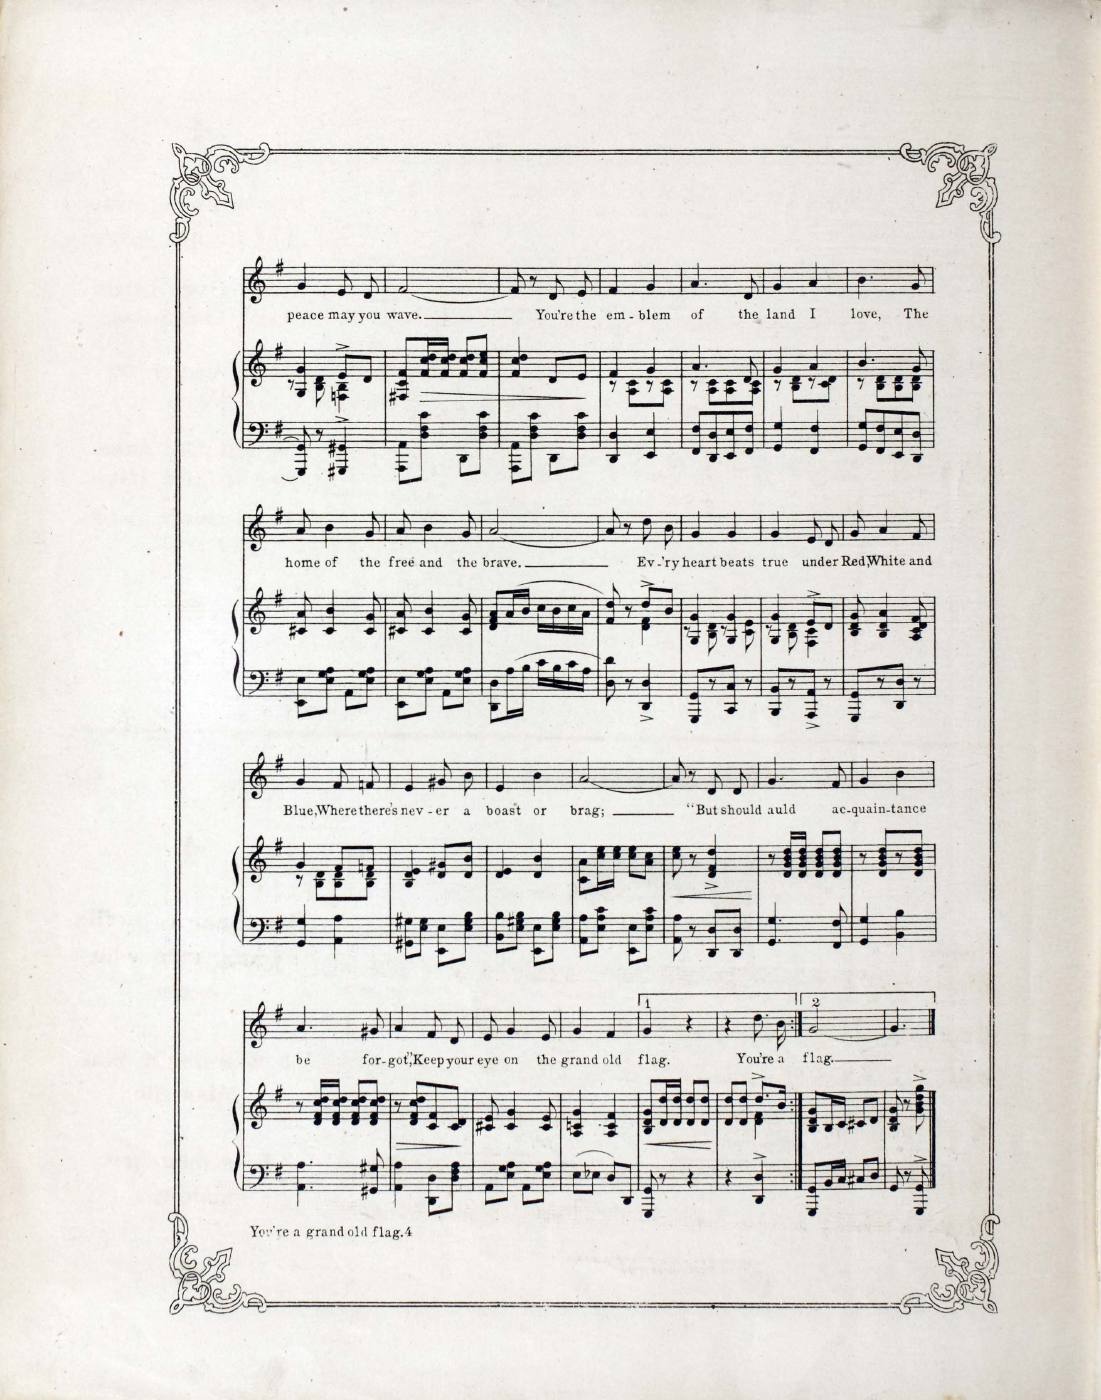 peace may you wave. You're the em-blem of the land I love, The
home of the free and the brave. Ev-'ry heart beats true under Red, White and
Blue, Where there's nev-er a boast or brag; "But should auld ac-quain-tance
1 2
be for-got," Keep your eye on the grand old flag. You're a flag.
You're a grand old flag. 4